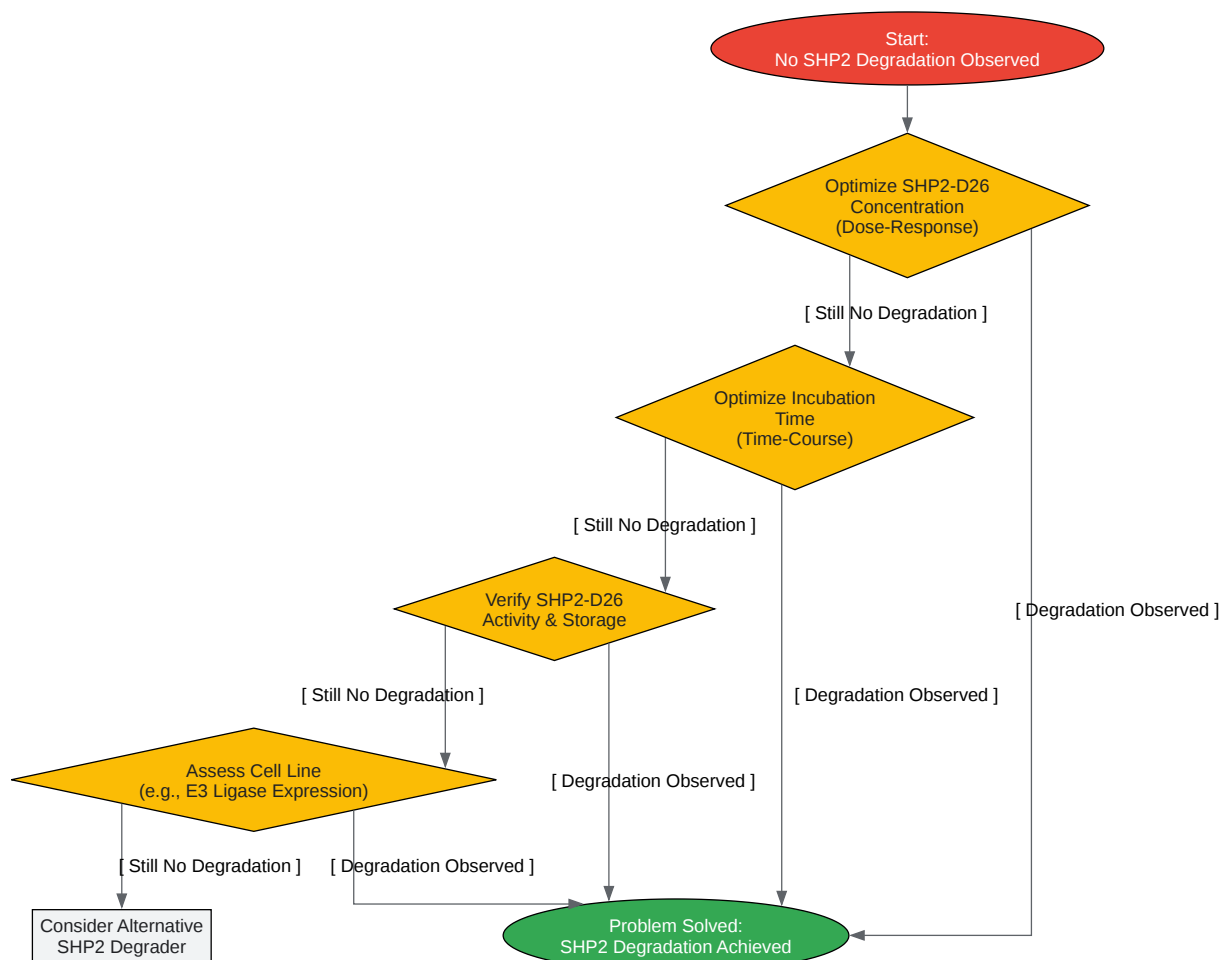 Start:
No SHP2 Degradation Observed
Optimize SHP2-D26
Concentration
(Dose-Response)
[ Still No Degradation ]
Optimize Incubation
Time
(Time-Course)
[ Still No Degradation ]
Verify SHP2-D26
Activity & Storage
[ Degradation Observed ]
[ Still No Degradation ]
[ Degradation Observed ]
Assess Cell Line
(e.g., E3 Ligase Expression)
[ Degradation Observed ]
[ Still No Degradation ]
[ Degradation Observed ]
Consider Alternative
SHP2 Degrader
Problem Solved:
SHP2 Degradation Achieved